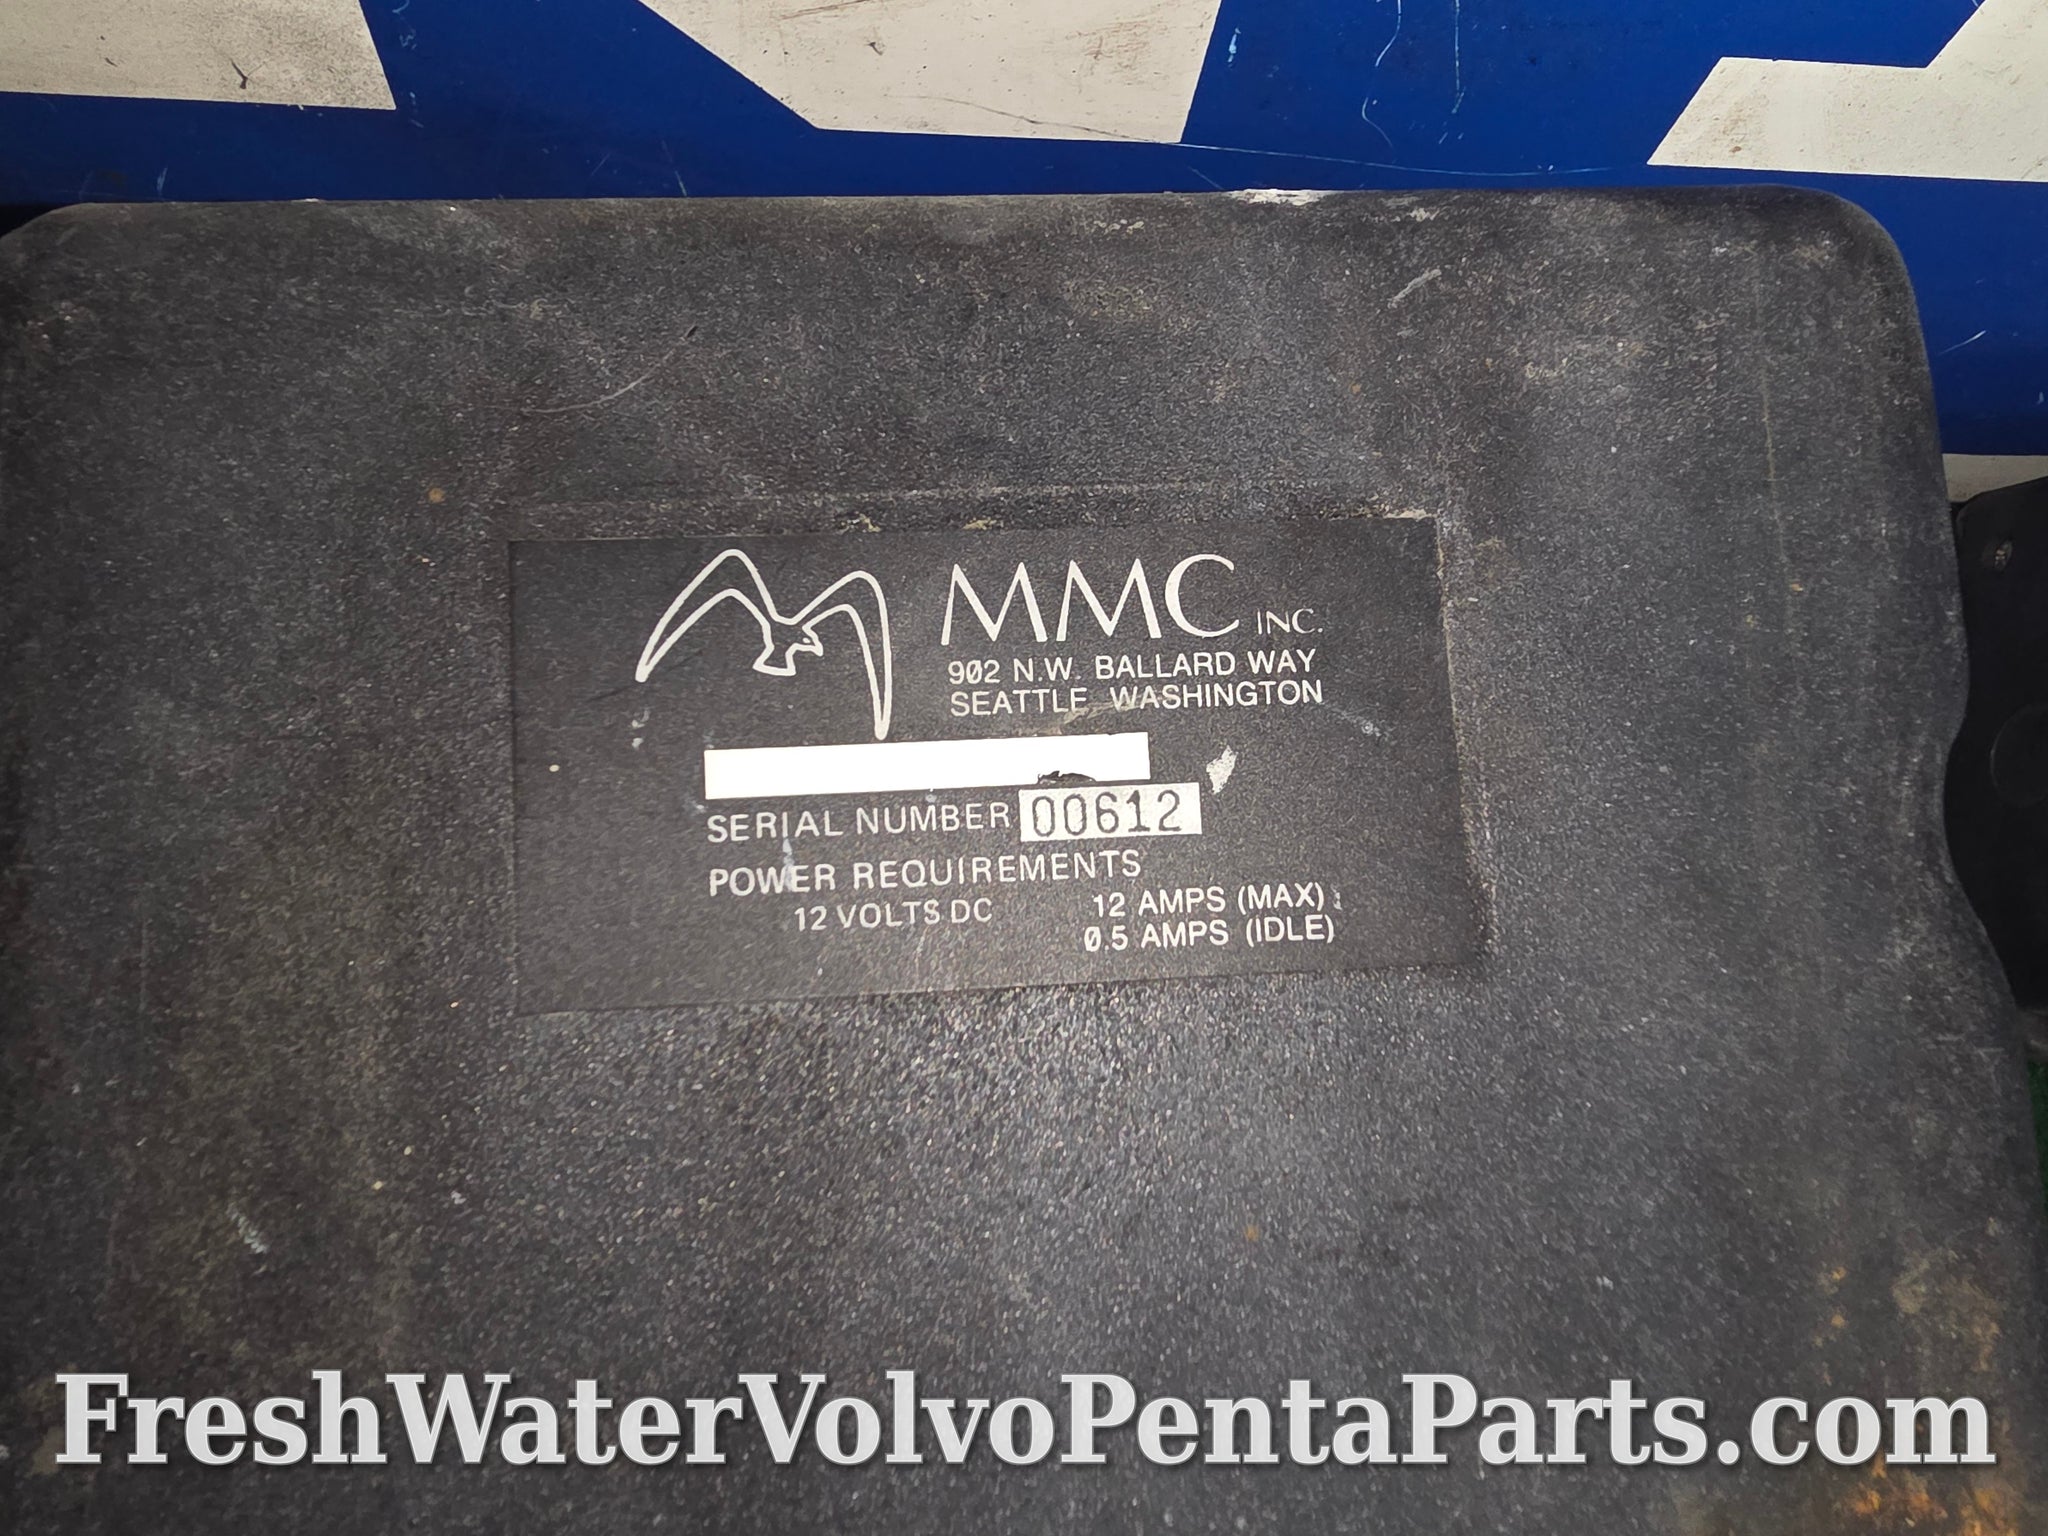 MMC INC.
902 N.W. BALLARD WAY
SEATTLE, WASHINGTON
SERIAL NUMBER 00612
POWER REQUIREMENTS
12 VOLTS DC 12 AMPS (MAX)
0.5 AMPS (IDLE)
FreshWaterVolvoPentaParts.com